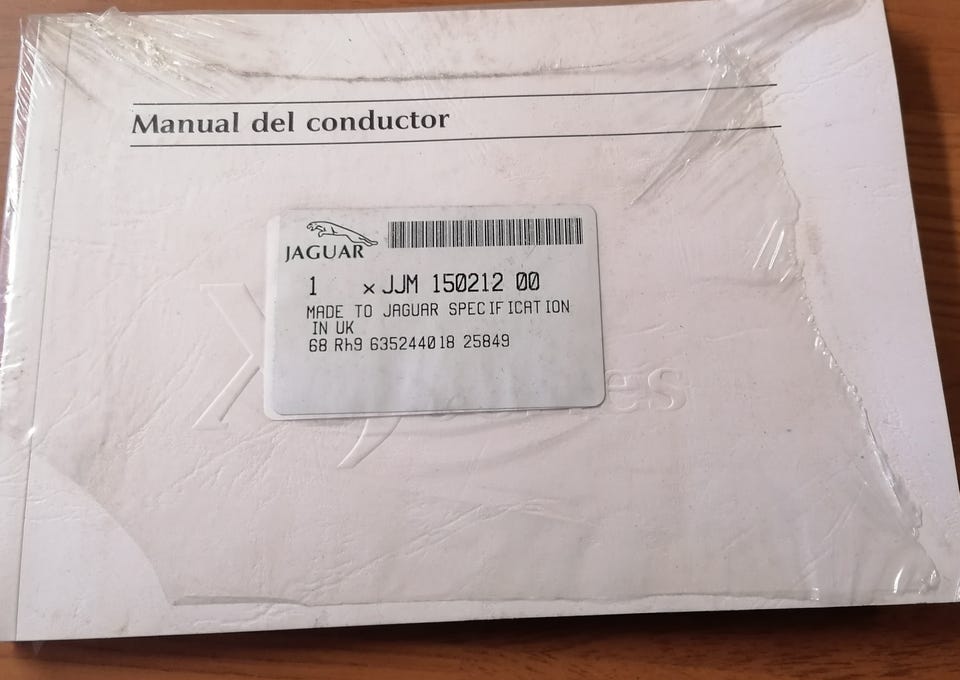 Manual del conductor
JAGUAR
1 x JJM 150212 00
MADE TO JAGUAR SPECIFICATION
IN UK
68 Rh9 635244018 25849